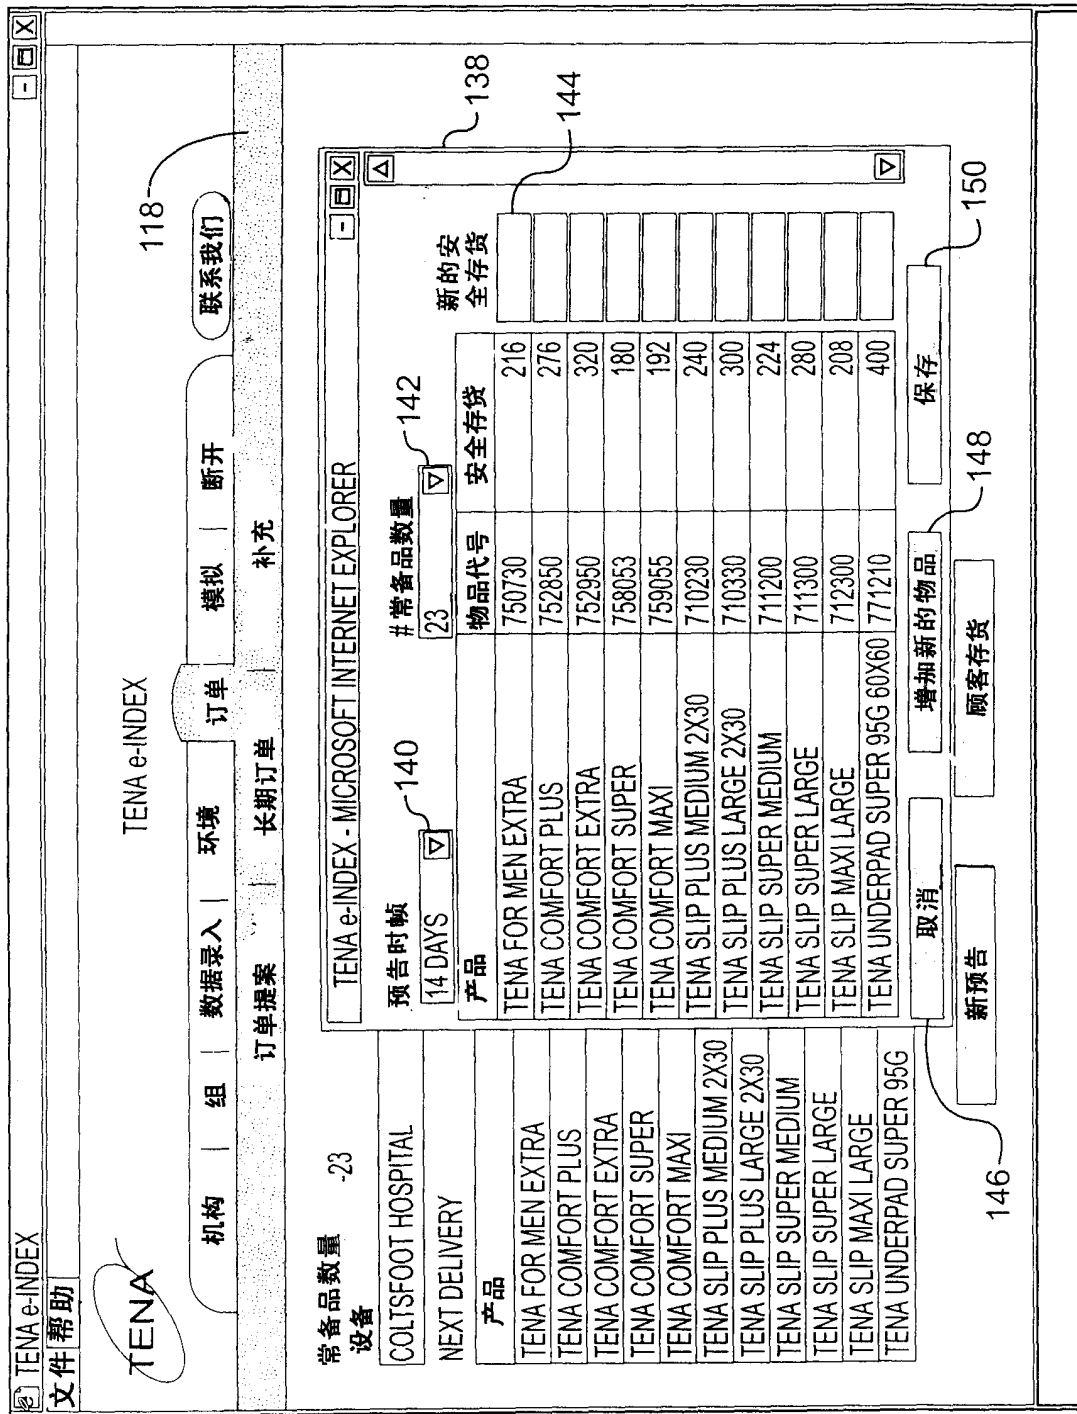 TENA e-INDEX
文件 帮助
TENA
TENA e-INDEX
118
机构 | 组 | 数据录入 | 环境 订单 模拟 | 断开 联系我们
订单提案 | 长期订单 | 补充
常备品数量 -23
设备
COLTSFOOT HOSPITAL
NEXT DELIVERY
产品
TENA FOR MEN EXTRA
TENA COMFORT PLUS
TENA COMFORT EXTRA
TENA COMFORT SUPER
TENA COMFORT MAXI
TENA SLIP PLUS MEDIUM 2X30
TENA SLIP PLUS LARGE 2X30
TENA SLIP SUPER MEDIUM
TENA SLIP SUPER LARGE
TENA SLIP MAXI LARGE
TENA UNDERPAD SUPER 95G
TENA e-INDEX - MICROSOFT INTERNET EXPLORER
138
预告时帧 140 #常备品数量 142
14 DAYS 23
新的安
全存货
144
产品 物品代号 安全存贷
TENA FOR MEN EXTRA 750730 216
TENA COMFORT PLUS 752850 276
TENA COMFORT EXTRA 752950 320
TENA COMFORT SUPER 758053 180
TENA COMFORT MAXI 759055 192
TENA SLIP PLUS MEDIUM 2X30 710230 240
TENA SLIP PLUS LARGE 2X30 710330 300
TENA SLIP SUPER MEDIUM 711200 224
TENA SLIP SUPER LARGE 711300 280
TENA SLIP MAXI LARGE 712300 208
TENA UNDERPAD SUPER 95G 60X60 771210 400
取消 增加新的物品 保存
新预告 顾客存货
146 148 150